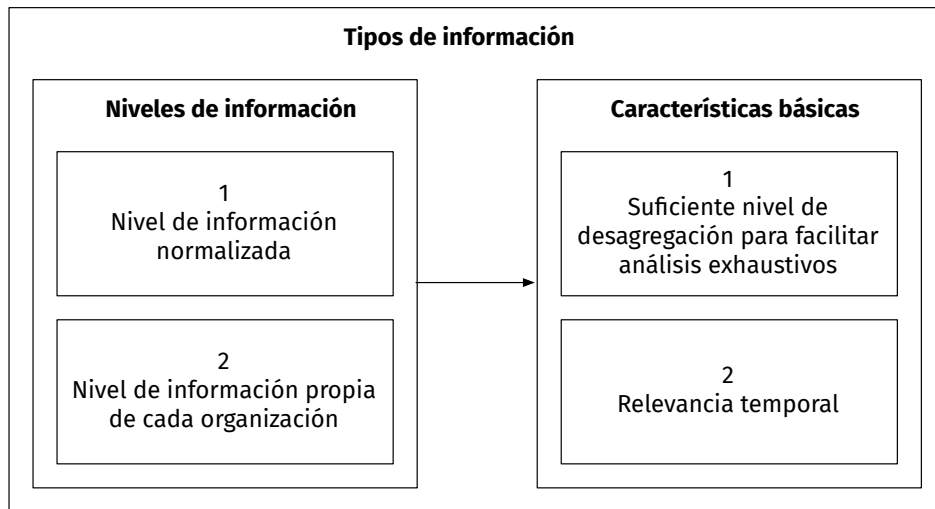 Tipos de información
Niveles de información
1
Nivel de información
normalizada
2
Nivel de información propia
de cada organización
Características básicas
1
Suficiente nivel de
desagregación para facilitar
análisis exhaustivos
2
Relevancia temporal